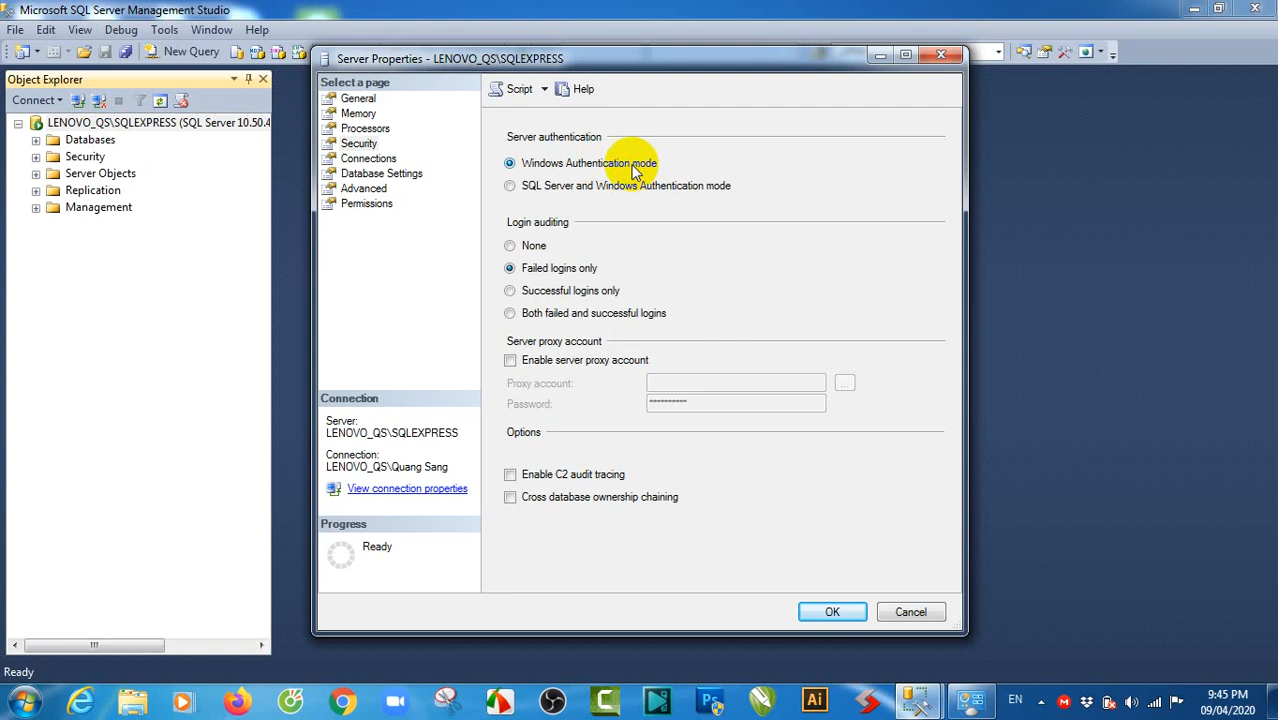 Microsoft SQL Server Management Studio
File Edit View Debug Tools Window Help
New Query
Object Explorer
Connect
LENOVO_QS\SQLEXPRESS (SQL Server 10.50.4
Databases
Security
Server Objects
Replication
Management
Server Properties - LENOVO_QS\SQLEXPRESS
Select a page
General
Memory
Processors
Security
Connections
Database Settings
Advanced
Permissions
Connection
Server:
LENOVO_QS\SQLEXPRESS
Connection:
LENOVO_QS\Quang Sang
View connection properties
Progress
Ready
Script Help
Server authentication
Windows Authentication mode
SQL Server and Windows Authentication mode
Login auditing
None
Failed logins only
Successful logins only
Both failed and successful logins
Server proxy account
Enable server proxy account
Proxy account:
...
Password:
**********
Options
Enable C2 audit tracing
Cross database ownership chaining
OK Cancel
Ready
Ps
Ai
EN
9:45 PM
09/04/2020